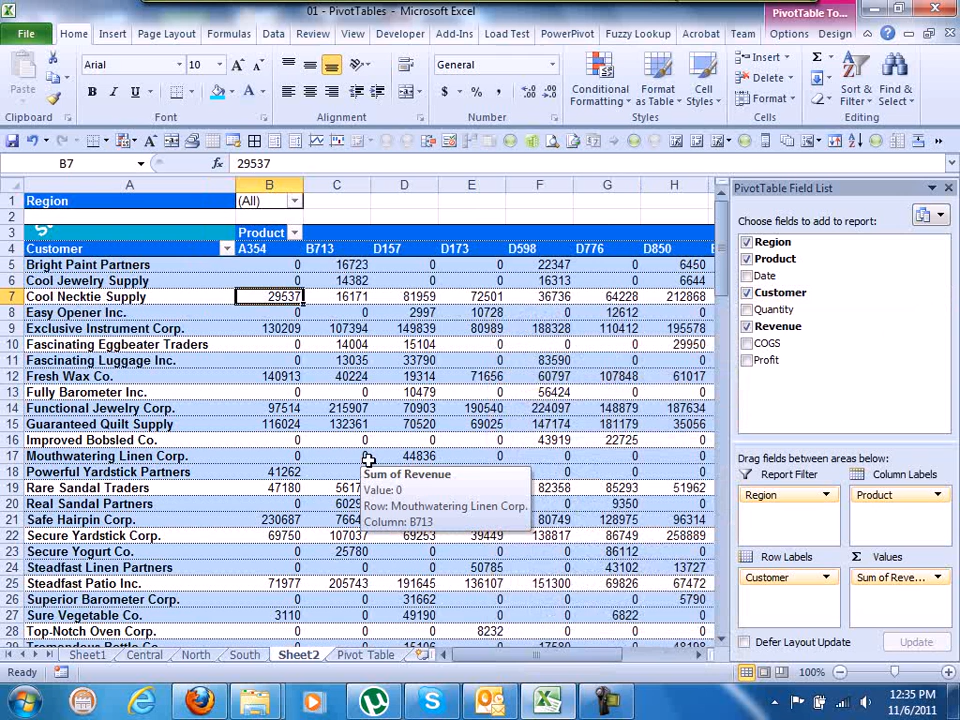 01 - PivotTables - Microsoft Excel
PivotTable To...
File Home Insert Page Layout Formulas Data Review View Developer Add-Ins Load Test PowerPivot Fuzzy Lookup Acrobat Team Options Design
Paste
Clipboard
Arial 10
B I U
Font
Alignment
General
$ % ,
Number
Conditional Formatting
Format as Table
Cell Styles
Styles
Insert
Delete
Format
Cells
Sort & Filter
Find & Select
Editing
B7 fx 29537
A B C D E F G H
1 Region (All)
2
3 Product
4 Customer A354 B713 D157 D173 D598 D776 D850
5 Bright Paint Partners 0 16723 0 0 22347 0 6450
6 Cool Jewelry Supply 0 14382 0 0 16313 0 6644
7 Cool Necktie Supply 29537 16171 81959 72501 36736 64228 212868
8 Easy Opener Inc. 0 0 2997 10728 0 12612 0
9 Exclusive Instrument Corp. 130209 107394 149839 80989 188328 110412 195578
10 Fascinating Eggbeater Traders 0 14004 15104 0 0 0 29950
11 Fascinating Luggage Inc. 0 13035 33790 0 83590 0 0
12 Fresh Wax Co. 140913 40224 19314 71656 60797 107848 61017
13 Fully Barometer Inc. 0 0 10479 0 56424 0 0
14 Functional Jewelry Corp. 97514 215907 70903 190540 224097 148879 187634
15 Guaranteed Quilt Supply 116024 132361 70520 69025 147174 181179 35056
16 Improved Bobsled Co. 0 0 0 0 43919 22725 0
17 Mouthwatering Linen Corp. 0 0 44836 0 0 0 0
18 Powerful Yardstick Partners 41262 0 0
19 Rare Sandal Traders 47180 5617 82358 85293 51962
20 Real Sandal Partners 0 6029 0 9350 0
21 Safe Hairpin Corp. 230687 7664 80749 128975 96314
22 Secure Yardstick Corp. 69750 107037 69253 39449 138817 86749 258889
23 Secure Yogurt Co. 0 25780 0 0 0 86112 0
24 Steadfast Linen Partners 0 0 0 50785 0 43102 13727
25 Steadfast Patio Inc. 71977 205743 191645 136107 151300 69826 67472
26 Superior Barometer Corp. 0 0 31662 0 0 0 5790
27 Sure Vegetable Co. 3110 0 49190 0 0 6822 0
28 Top-Notch Oven Corp. 0 0 0 8232 0 0 0
Sum of Revenue
Value: 0
Row: Mouthwatering Linen Corp.
Column: B713
PivotTable Field List
Choose fields to add to report:
Region
Product
Date
Customer
Quantity
Revenue
COGS
Profit
Drag fields between areas below:
Report Filter Column Labels
Region Product
Row Labels Σ Values
Customer Sum of Reve...
Defer Layout Update Update
Sheet1 Central North South Sheet2 Pivot Table
Ready 100%
12:35 PM
11/6/2011